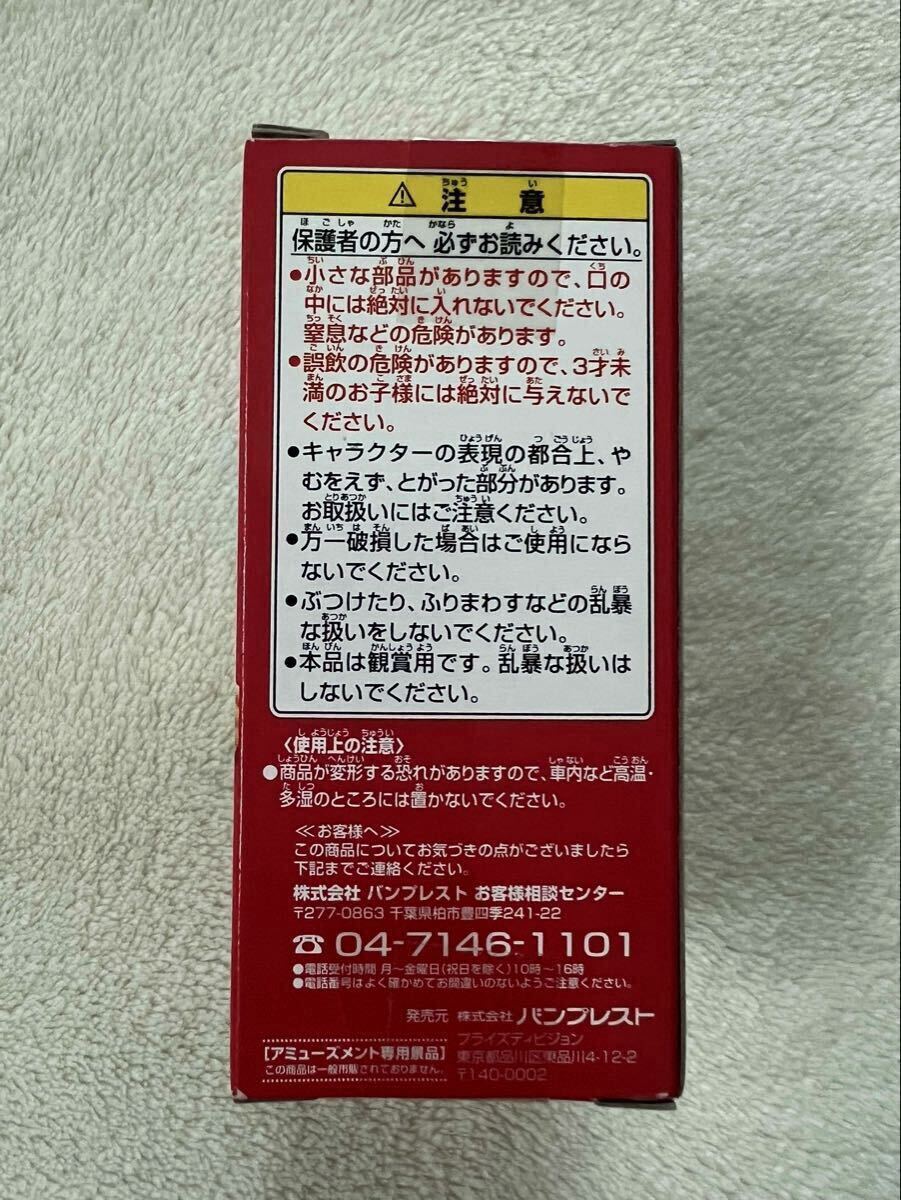 ⚠ 注意
保護者の方へ 必ずお読みください。
●小さな部品がありますので、口の
中には絶対に入れないでください。
窒息などの危険があります。
●誤飲の危険がありますので、3才未
満のお子様には絶対に与えないで
ください。
●キャラクターの表現の都合上、や
むをえず、とがった部分があります。
お取扱いにはご注意ください。
●万一破損した場合はご使用になら
ないでください。
●ぶつけたり、ふりまわすなどの乱暴
な扱いをしないでください。
●本品は観賞用です。乱暴な扱いは
しないでください。
〈使用上の注意〉
●商品が変形する恐れがありますので、車内など高温・
多湿のところには置かないでください。
≪お客様へ≫
この商品についてお気づきの点がございましたら
下記までご連絡ください。
株式会社 バンプレスト お客様相談センター
〒277-0863 千葉県柏市豊四季241-22
☎ 04-7146-1101
●電話受付時間 月～金曜日(祝日を除く)10時～16時
●電話番号はよく確かめてお間違いのないようご注意ください。
発売元 株式会社 バンプレスト
プライズディビジョン
東京都品川区東品川4-12-2
〒140-0002
[アミューズメント専用景品]
この商品は一般市販されておりません。